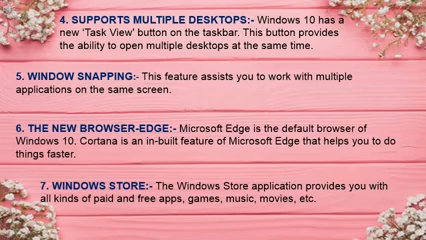 4. SUPPORTS MULTIPLE DESKTOPS:- Windows 10 has a
new 'Task View' button on the taskbar. This button provides
the ability to open multiple desktops at the same time.
5. WINDOW SNAPPING:- This feature assists you to work with multiple
applications on the same screen.
6. THE NEW BROWSER-EDGE:- Microsoft Edge is the default browser of
Windows 10. Cortana is an in-built feature of Microsoft Edge that helps you to do
things faster.
7. WINDOWS STORE:- The Windows Store application provides you with
all kinds of paid and free apps, games, music, movies, etc.